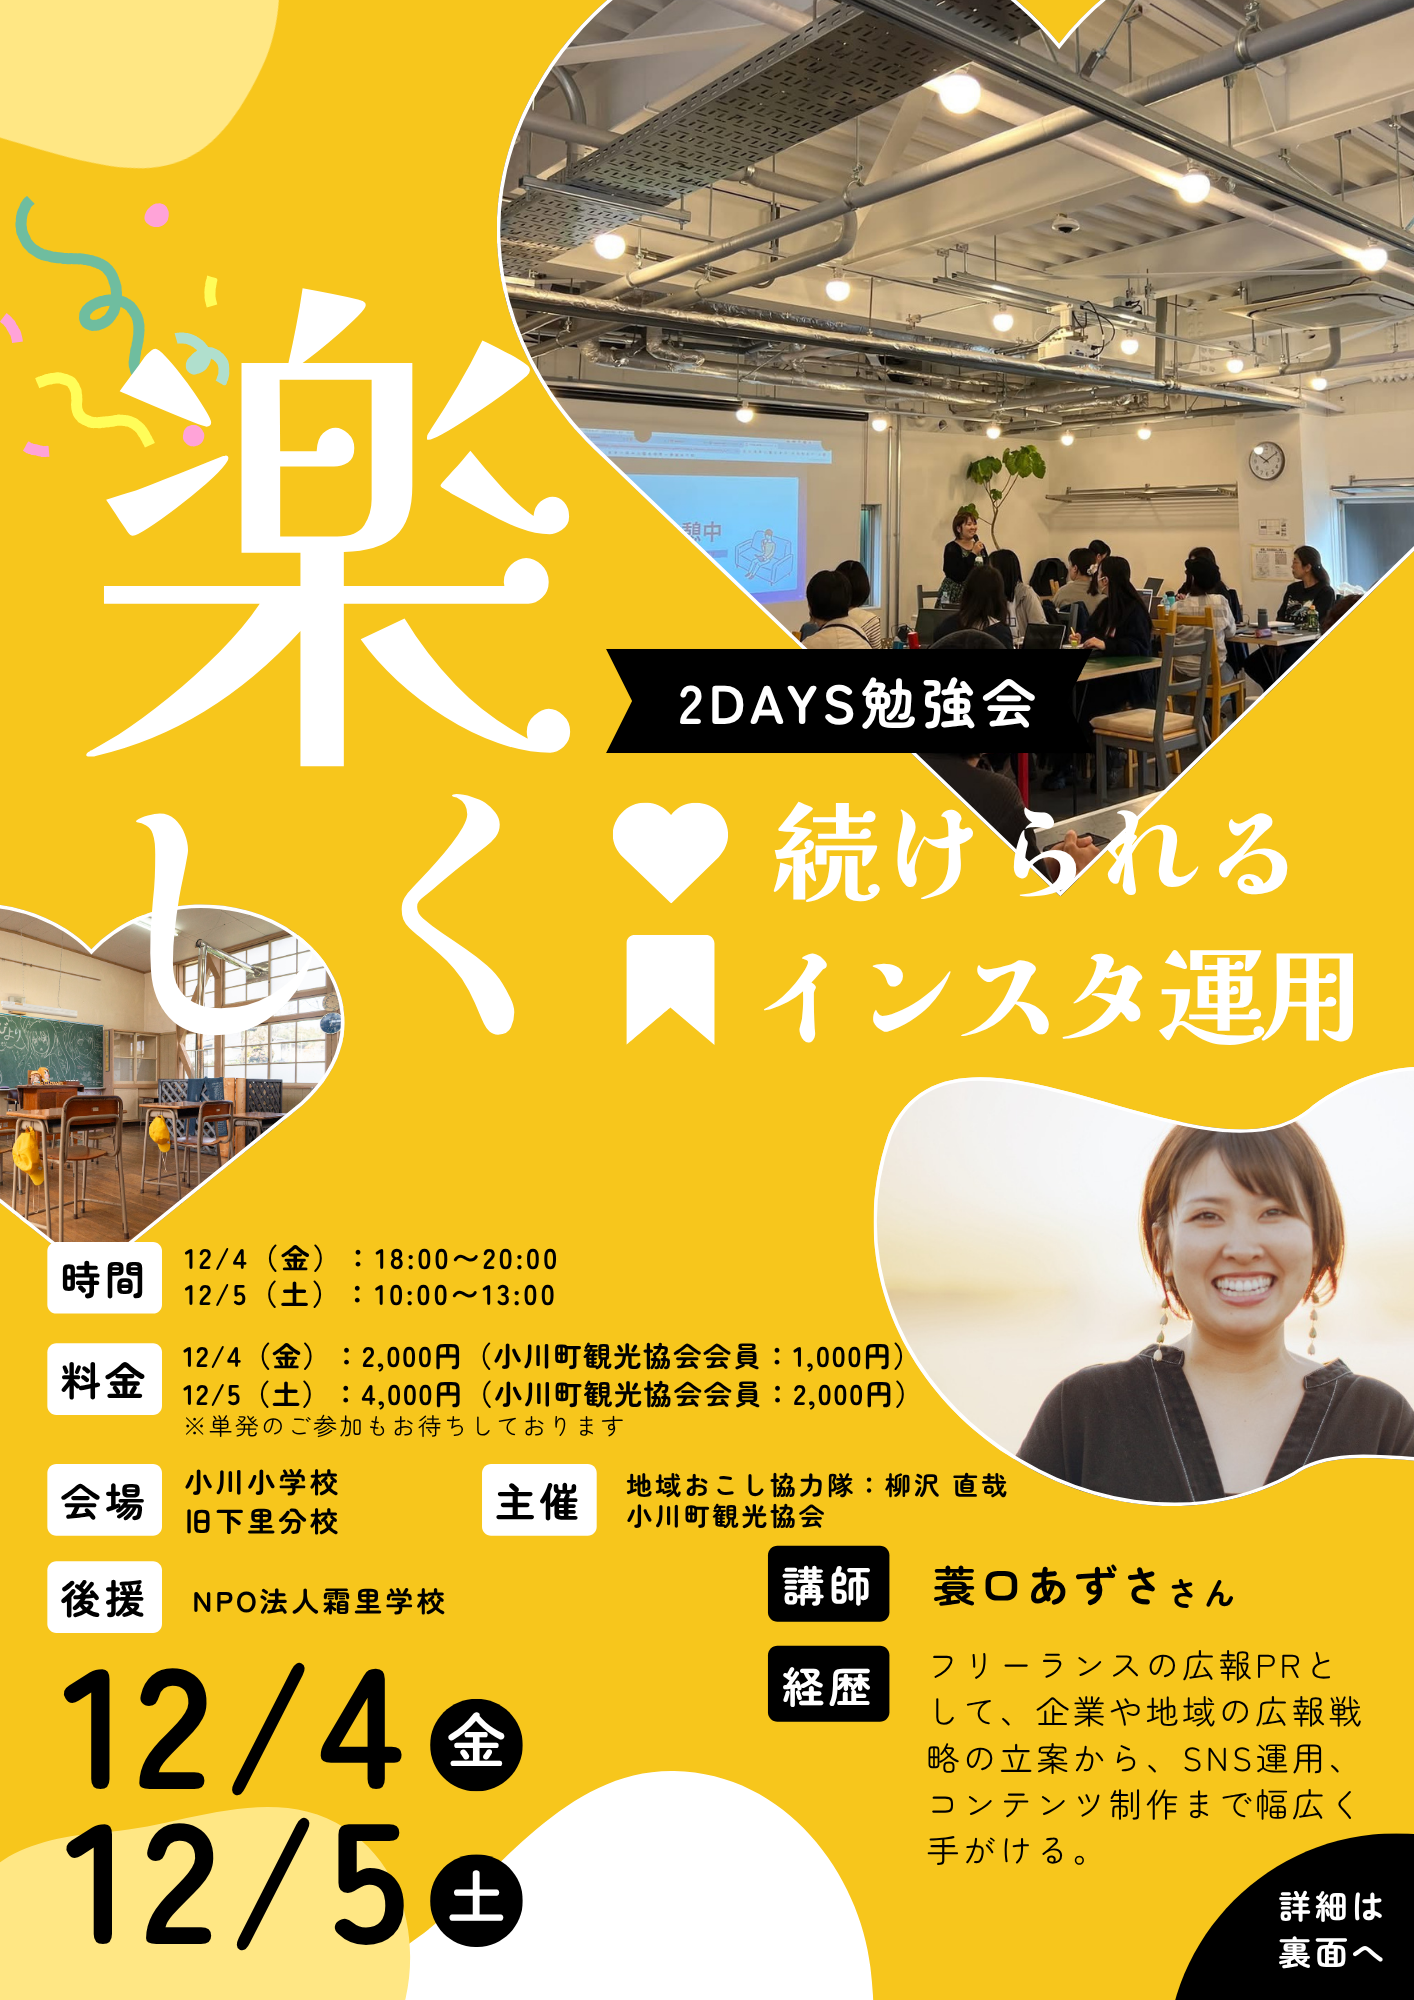 楽
しく
憩中
2DAYS勉強会
続けられる
インスタ運用
時間
12/4（金）：18:00〜20:00
12/5（土）：10:00〜13:00
料金
12/4（金）：2,000円（小川町観光協会会員：1,000円）
12/5（土）：4,000円（小川町観光協会会員：2,000円）
※単発のご参加もお待ちしております
会場
小川小学校
旧下里分校
主催
地域おこし協力隊：柳沢 直哉
小川町観光協会
後援
NPO法人霜里学校
講師
蓑口あずささん
経歴
フリーランスの広報PRと
して、企業や地域の広報戦
略の立案から、SNS運用、
コンテンツ制作まで幅広く
手がける。
12/4 金
12/5 土
詳細は
裏面へ